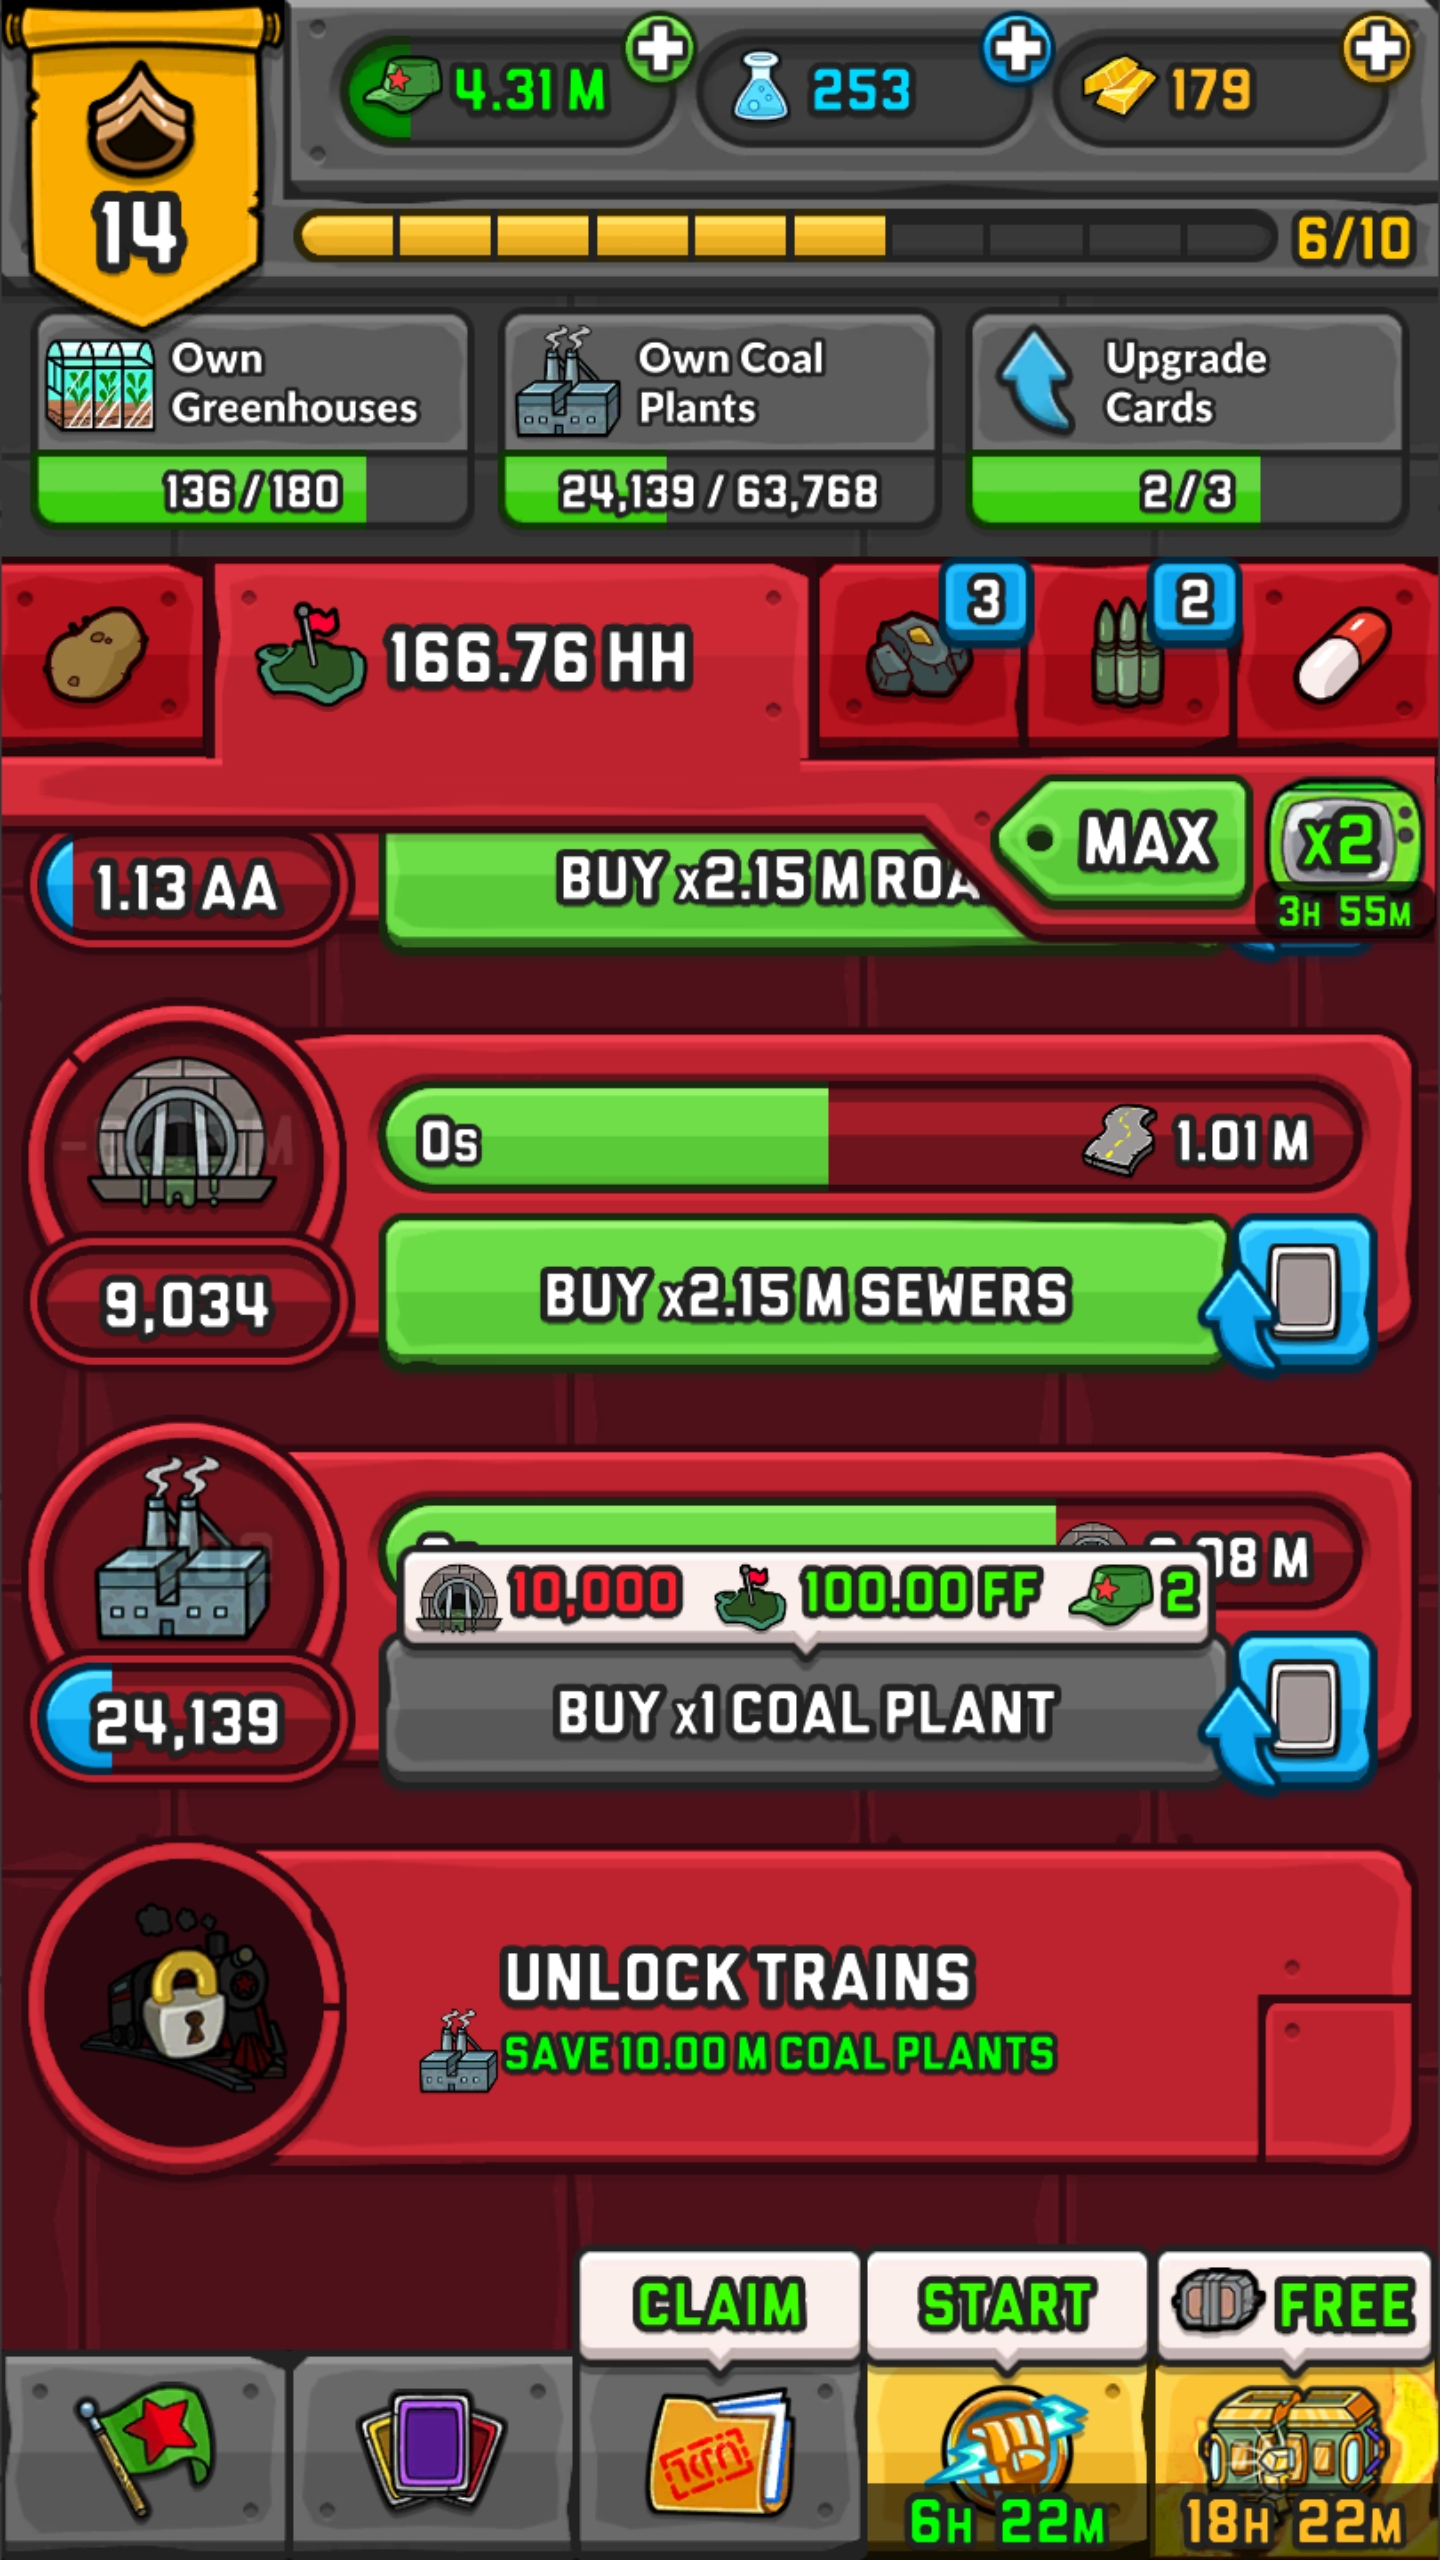 14
4.31 M
253
179
6/10
Own
Greenhouses
136/180
Own Coal
Plants
24,139/63,768
Upgrade
Cards
2/3
166.76 HH
3
2
MAX
x2
3H 55M
1.13 AA
BUY x2.15 M
0s
1.01 M
9,034
BUY x2.15 M SEWERS
10,000
100.00 FF
2
24,139
BUY x1 COAL PLANT
UNLOCK TRAINS
SAVE 10.00 M COAL PLANTS
CLAIM
START
FREE
6H 22M
18H 22M